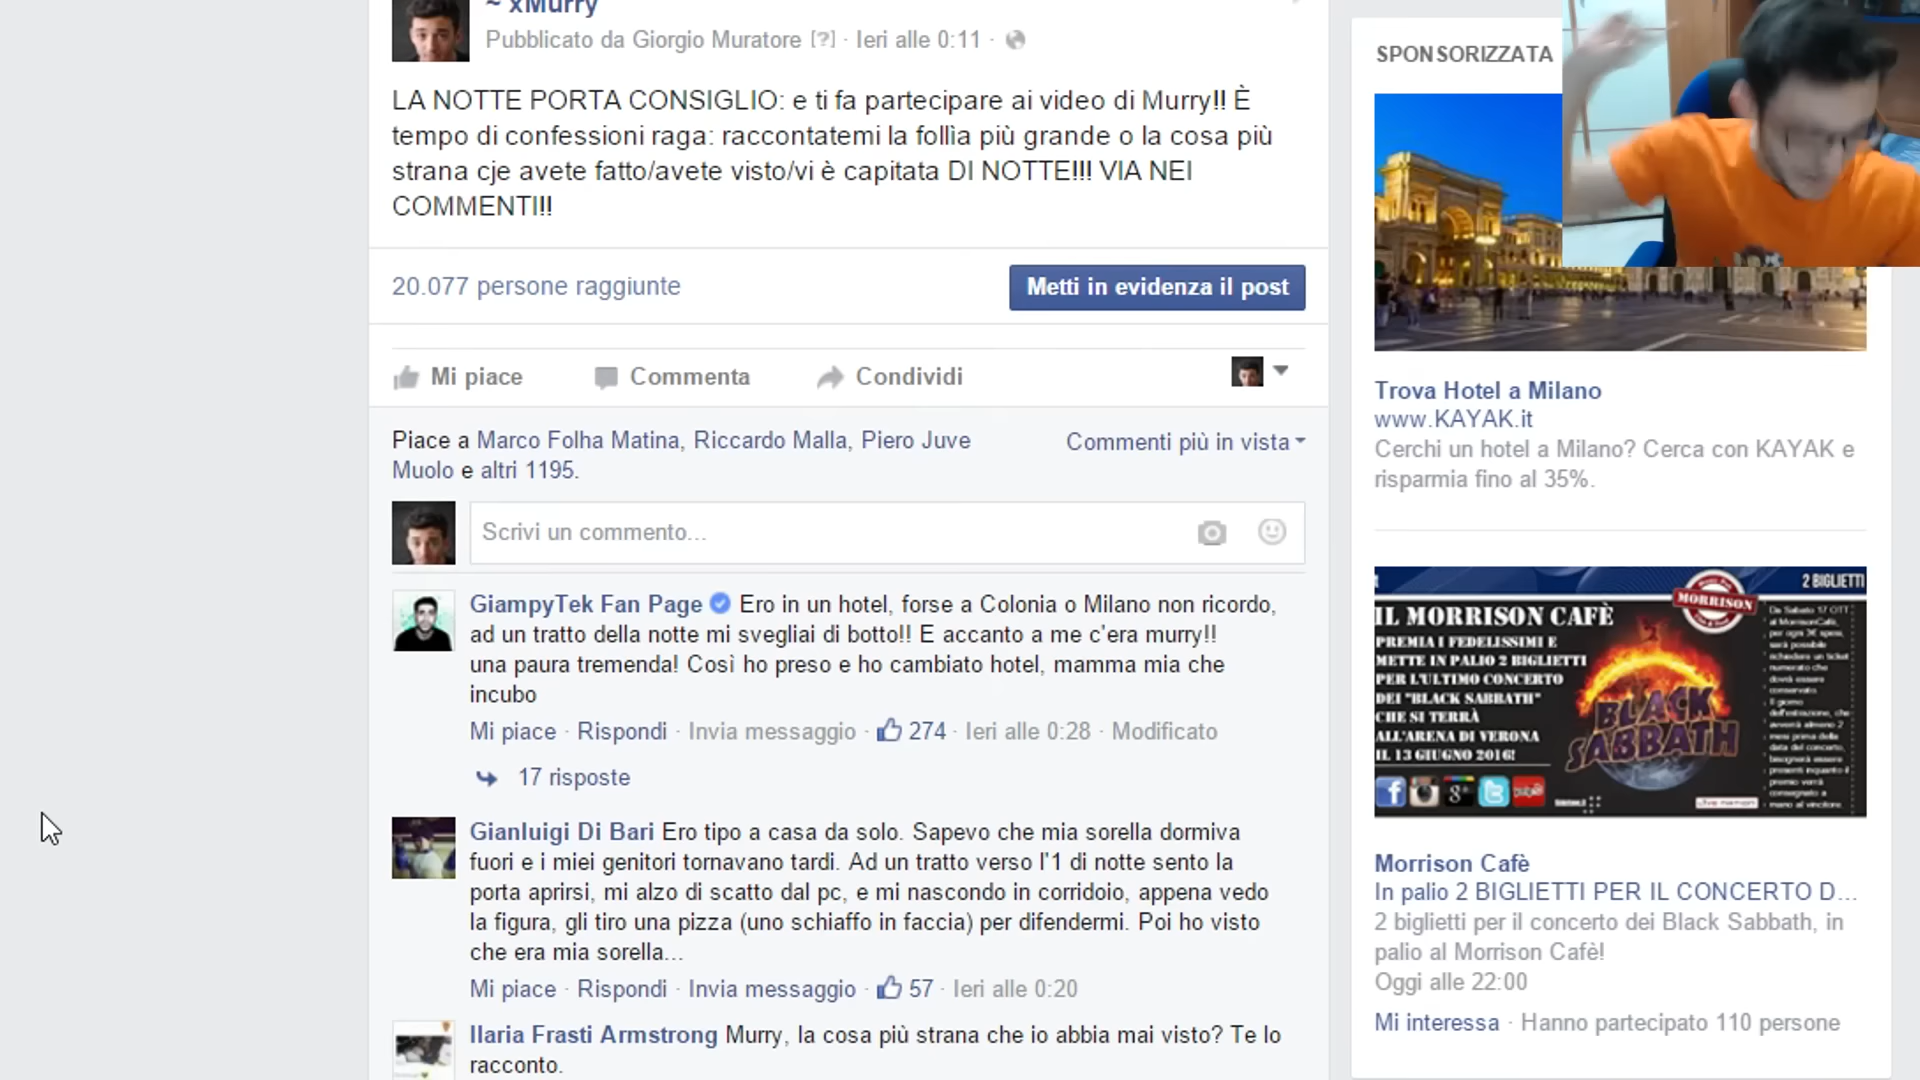 ~ xMurry
Pubblicato da Giorgio Muratore [?] · Ieri alle 0:11 ·
LA NOTTE PORTA CONSIGLIO: e ti fa partecipare ai video di Murry!! È
tempo di confessioni raga: raccontatemi la follìa più grande o la cosa più
strana cje avete fatto/avete visto/vi è capitata DI NOTTE!!! VIA NEI
COMMENTI!!
20.077 persone raggiunte
Metti in evidenza il post
Mi piace
Commenta
Condividi
Piace a Marco Folha Matina, Riccardo Malla, Piero Juve
Muolo e altri 1195.
Commenti più in vista
Scrivi un commento...
GiampyTek Fan Page Ero in un hotel, forse a Colonia o Milano non ricordo,
ad un tratto della notte mi svegliai di botto!! E accanto a me c'era murry!!
una paura tremenda! Così ho preso e ho cambiato hotel, mamma mia che
incubo
Mi piace · Rispondi · Invia messaggio · 274 · Ieri alle 0:28 · Modificato
17 risposte
Gianluigi Di Bari Ero tipo a casa da solo. Sapevo che mia sorella dormiva
fuori e i miei genitori tornavano tardi. Ad un tratto verso l'1 di notte sento la
porta aprirsi, mi alzo di scatto dal pc, e mi nascondo in corridoio, appena vedo
la figura, gli tiro una pizza (uno schiaffo in faccia) per difendermi. Poi ho visto
che era mia sorella...
Mi piace · Rispondi · Invia messaggio · 57 · Ieri alle 0:20
Ilaria Frasti Armstrong Murry, la cosa più strana che io abbia mai visto? Te lo
racconto.
SPONSORIZZATA
Trova Hotel a Milano
www.KAYAK.it
Cerchi un hotel a Milano? Cerca con KAYAK e
risparmia fino al 35%.
2 BIGLIETTI
MORRISON
IL MORRISON CAFÈ
PREMIA I FEDELISSIMI E
METTE IN PALIO 2 BIGLIETTI
PER L'ULTIMO CONCERTO
DEI "BLACK SABBATH"
CHE SI TERRÀ
ALL'ARENA DI VERONA
IL 13 GIUGNO 2016!
BLACK
SABBATH
Morrison Cafè
In palio 2 BIGLIETTI PER IL CONCERTO D...
2 biglietti per il concerto dei Black Sabbath, in
palio al Morrison Cafè!
Oggi alle 22:00
Mi interessa · Hanno partecipato 110 persone